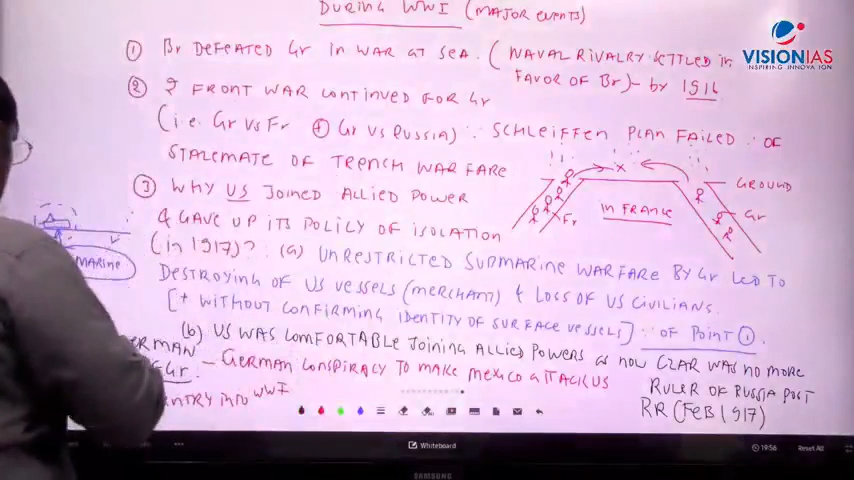 DURING WWI (MAJOR EVENTS)
VISIONIAS
INSPIRING INNOVATION
① Br DEFEATED Gr in WAR AT SEA. (NAVAL RIVALRY SETTLED in
FAVOR OF Br) - by 1916
② 2 FRONT WAR CONTINUED FOR Gr
(i.e. Gr vs Fr ⊕ Gr vs RUSSIA) ∵ SCHLEIFFEN PLAN FAILED ∵ OF
STALEMATE OF TRENCH WARFARE
GROUND
Gr
Fr
in FRANCE
③ WHY US JOINED ALLIED POWER
& GAVE UP ITS POLICY OF ISOLATION
(in 1917)? : (a) UNRESTRICTED SUBMARINE WARFARE BY Gr LED TO
DESTROYING OF US VESSELS (MERCHANT) & LOSS OF US CIVILIANS.
[+ WITHOUT CONFIRMING IDENTITY OF SURFACE VESSELS] ∵ OF POINT ①.
MARINE
(b) US WAS COMFORTABLE JOINING ALLIED POWERS as now CZAR WAS NO MORE
RULER OF RUSSIA POST
RR (FEB 1917)
ERMAN
Gr. - GERMAN CONSPIRACY TO MAKE MEXICO ATTACK US
ENTRY INTO WWI
Whiteboard
19:56
Reset All
SAMSUNG